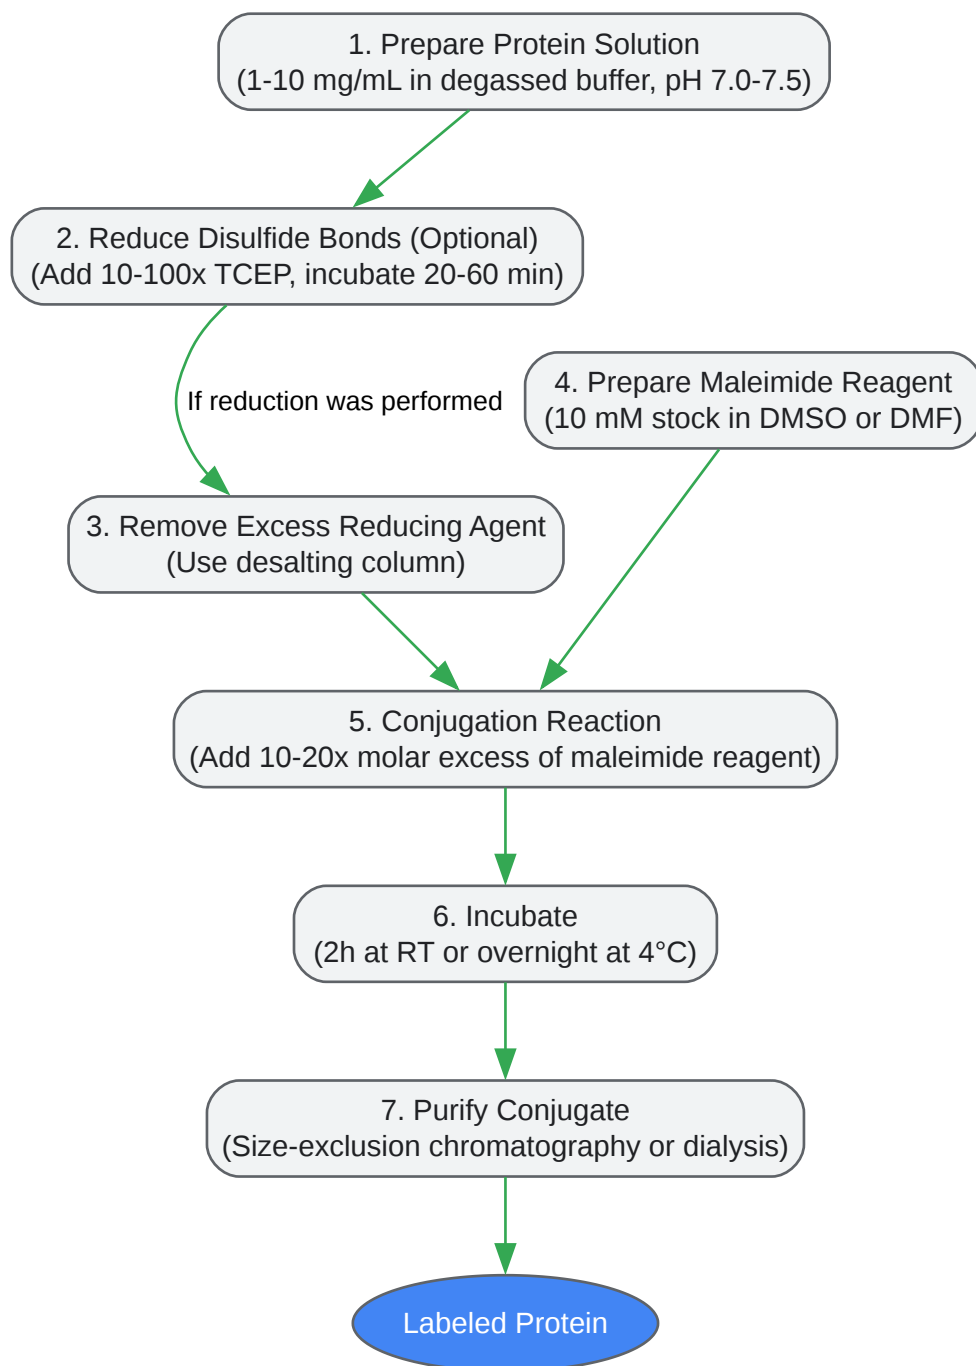 1. Prepare Protein Solution
(1-10 mg/mL in degassed buffer, pH 7.0-7.5)
2. Reduce Disulfide Bonds (Optional)
(Add 10-100x TCEP, incubate 20-60 min)
If reduction was performed
4. Prepare Maleimide Reagent
(10 mM stock in DMSO or DMF)
3. Remove Excess Reducing Agent
(Use desalting column)
5. Conjugation Reaction
(Add 10-20x molar excess of maleimide reagent)
6. Incubate
(2h at RT or overnight at 4°C)
7. Purify Conjugate
(Size-exclusion chromatography or dialysis)
Labeled Protein